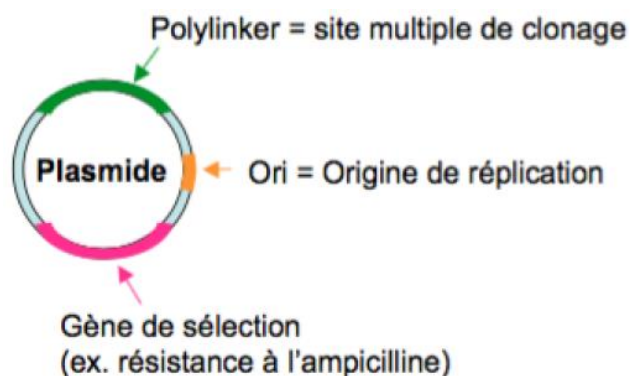 Polylinker = site multiple de clonage
Plasmide
Ori = Origine de réplication
Gène de sélection
(ex. résistance à l'ampicilline)